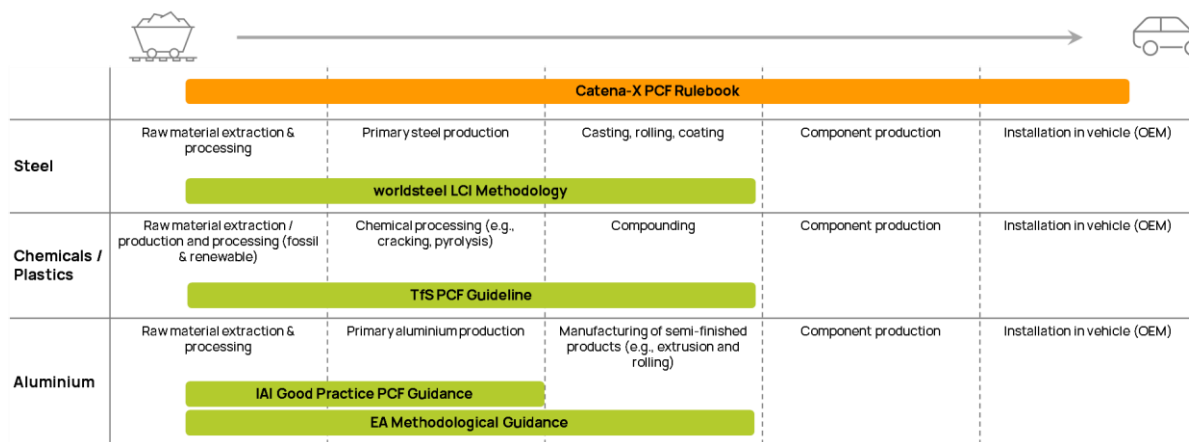 Catena-X PCF Rulebook
Steel
Raw material extraction &
processing
Primary steel production
Casting, rolling, coating
Component production
Installation in vehicle (OEM)
worldsteel LCI Methodology
Chemicals /
Plastics
Raw material extraction /
production and processing (fossil
& renewable)
Chemical processing (e.g.,
cracking, pyrolysis)
Compounding
Component production
Installation in vehicle (OEM)
TfS PCF Guideline
Aluminium
Raw material extraction &
processing
Primary aluminium production
Manufacturing of semi-finished
products (e.g., extrusion and
rolling)
Component production
Installation in vehicle (OEM)
IAI Good Practice PCF Guidance
EA Methodological Guidance